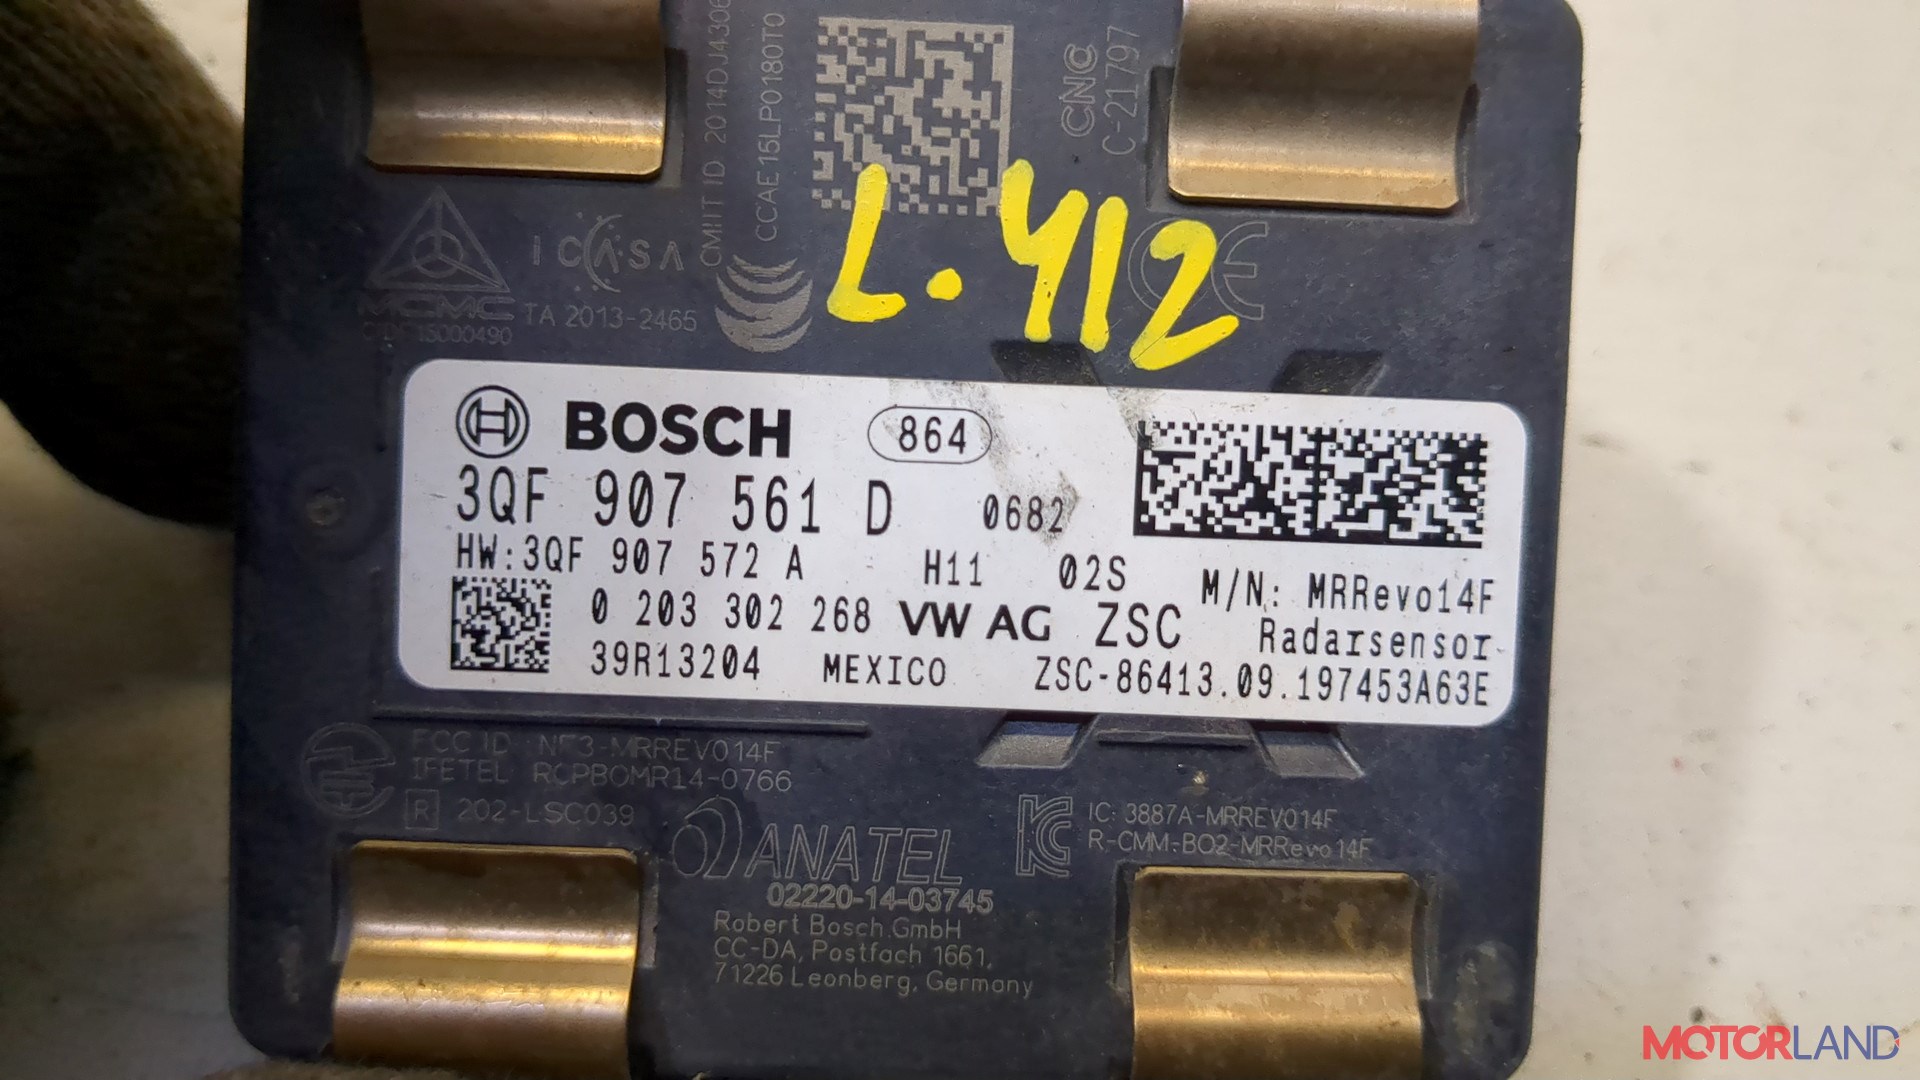 CMIIT ID 2014DJ4306
CCAE15LP0180T0
CNC
C-21797
L.412
CE
MCMC
ICASA
TA 2013-2465
BOSCH 864
3QF 907 561 D 0682
HW:3QF 907 572 A H11 02S M/N: MRRevo14F
0 203 302 268 VW AG ZSC Radarsensor
39R13204 MEXICO ZSC-86413.09.197453A63E
FCC ID: NF3-MRREVO14F
IFETEL: RCPBOMR14-0766
R 202-LSC039
ANATEL
02220-14-03745
IC: 3887A-MRREVO14F
R-CMM-BO2-MRRevo14F
Robert Bosch GmbH
CC-DA, Postfach 1661,
71226 Leonberg, Germany
MOTORLAND